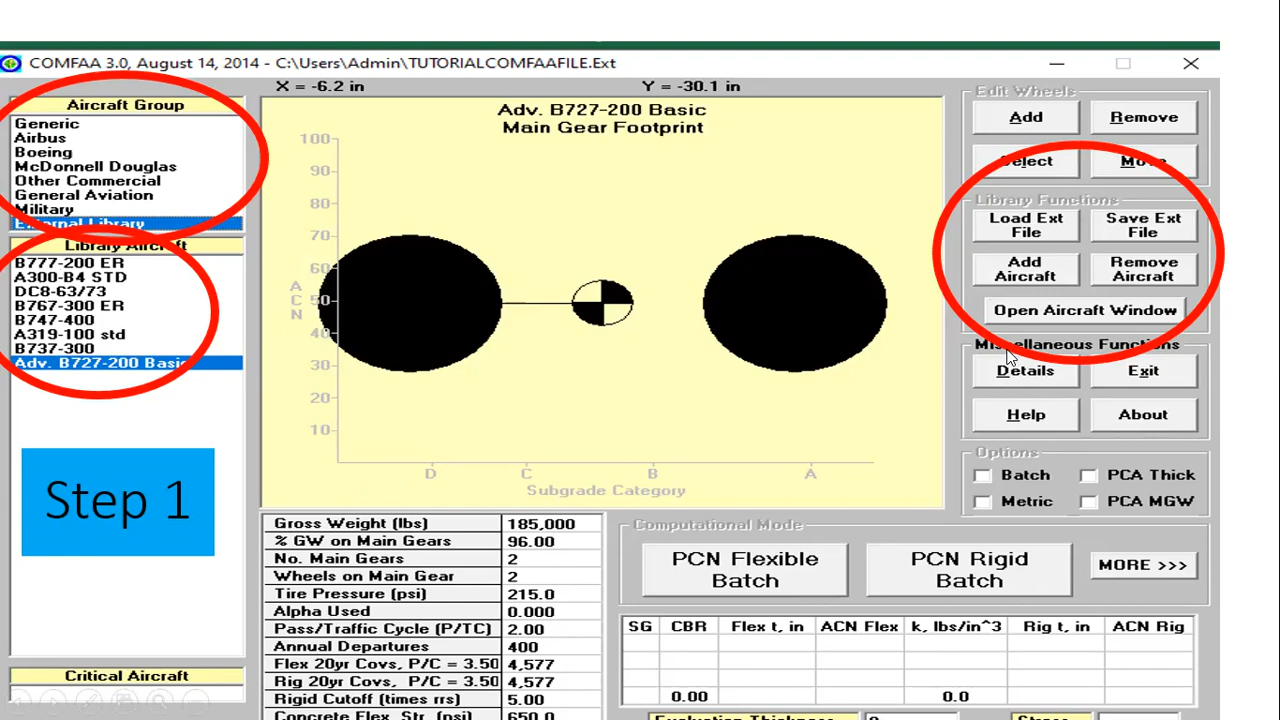 COMFAA 3.0, August 14, 2014 - C:\Users\Admin\TUTORIALCOMFAAFILE.Ext
X = -6.2 in
Y = -30.1 in
Aircraft Group
Generic
Airbus
Boeing
McDonnell Douglas
Other Commercial
General Aviation
Military
External Library
Library Aircraft
B777-200 ER
A300-B4 STD
DC8-63/73
B767-300 ER
B747-400
A319-100 std
B737-300
Adv. B727-200 Basic
Step 1
Critical Aircraft
Adv. B727-200 Basic
Main Gear Footprint
100
90
80
70
60
50
40
30
20
10
ACN
D C B A
Subgrade Category
Gross Weight (lbs) 185,000
% GW on Main Gears 96.00
No. Main Gears 2
Wheels on Main Gear 2
Tire Pressure (psi) 215.0
Alpha Used 0.000
Pass/Traffic Cycle (P/TC) 2.00
Annual Departures 400
Flex 20yr Covs, P/C = 3.50 4,577
Rig 20yr Covs, P/C = 3.50 4,577
Rigid Cutoff (times rrs) 5.00
Concrete Flex. Str. (psi) 650.0
Edit Wheels
Add Remove
Select Move
Library Functions
Load Ext File
Save Ext File
Add Aircraft
Remove Aircraft
Open Aircraft Window
Miscellaneous Functions
Details Exit
Help About
Options
Batch PCA Thick
Metric PCA MGW
Computational Mode
PCN Flexible Batch
PCN Rigid Batch
MORE >>>
SG CBR Flex t, in ACN Flex k, lbs/in^3 Rig t, in ACN Rig
0.00 0.0
Evaluation Thickness
Stress